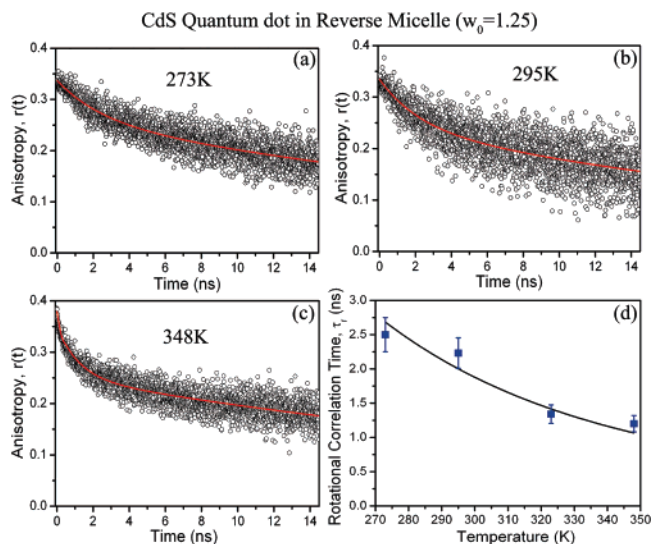 CdS Quantum dot in Reverse Micelle (w₀=1.25)
(a)
273K
Anisotropy, r(t)
0.4
0.3
0.2
0.1
0.0
0 2 4 6 8 10 12 14
Time (ns)
(b)
295K
Anisotropy, r(t)
0.4
0.3
0.2
0.1
0.0
0 2 4 6 8 10 12 14
Time (ns)
(c)
348K
Anisotropy, r(t)
0.4
0.3
0.2
0.1
0.0
0 2 4 6 8 10 12 14
Time (ns)
(d)
Rotational Correlation Time, τᵣ (ns)
3.0
2.5
2.0
1.5
1.0
0.5
0.0
270 280 290 300 310 320 330 340 350
Temperature (K)